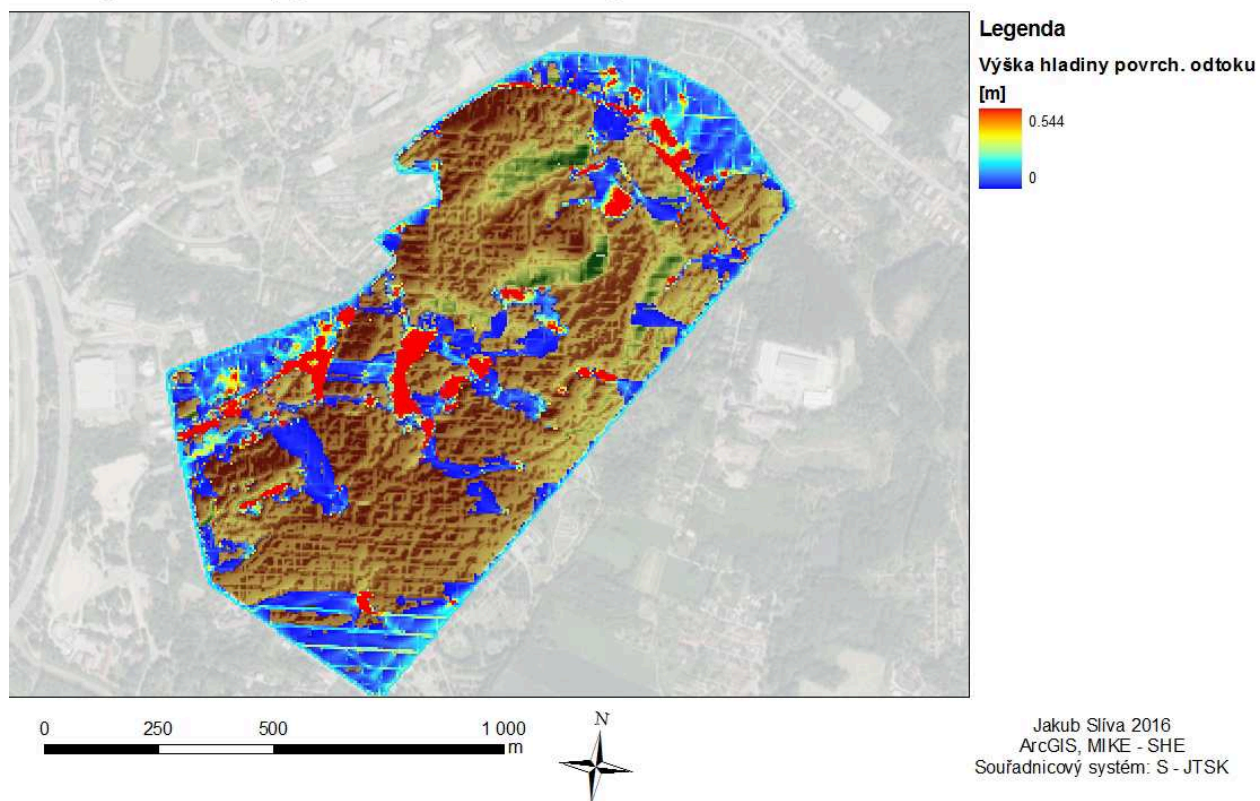 Legenda
Výška hladiny povrch. odtoku
[m]
0.544
0
0 250 500 1 000
m
N
Jakub Slíva 2016
ArcGIS, MIKE - SHE
Souřadnicový systém: S - JTSK